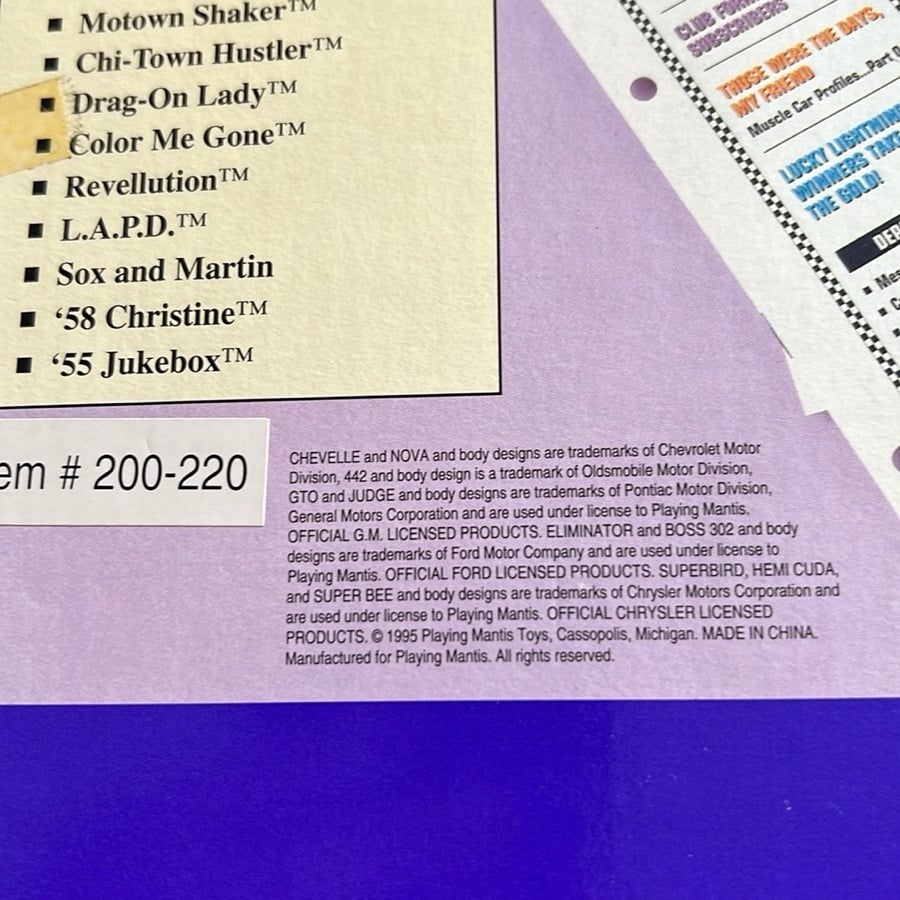 Motown Shaker™
Chi-Town Hustler™
Drag-On Lady™
Color Me Gone™
Revellution™
L.A.P.D.™
Sox and Martin
‘58 Christine™
‘55 Jukebox™
# 200-220
CHEVELLE and NOVA and body designs are trademarks of Chevrolet Motor
Division, 442 and body design is a trademark of Oldsmobile Motor Division,
GTO and JUDGE and body designs are trademarks of Pontiac Motor Division,
General Motors Corporation and are used under license to Playing Mantis.
OFFICIAL G.M. LICENSED PRODUCTS. ELIMINATOR and BOSS 302 and body
designs are trademarks of Ford Motor Company and are used under license to
Playing Mantis. OFFICIAL FORD LICENSED PRODUCTS. SUPERBIRD, HEMI CUDA,
and SUPER BEE and body designs are trademarks of Chrysler Motors Corporation and
are used under license to Playing Mantis. OFFICIAL CHRYSLER LICENSED
PRODUCTS. © 1995 Playing Mantis Toys, Cassopolis, Michigan. MADE IN CHINA.
Manufactured for Playing Mantis. All rights reserved.
CLUB
SUBSCRIBERS
THOSE WERE THE DAYS,
MY FRIEND
Muscle Car Profiles...Part
LUCKY LIGHTNING
WINNERS TAKE
THE GOLD!